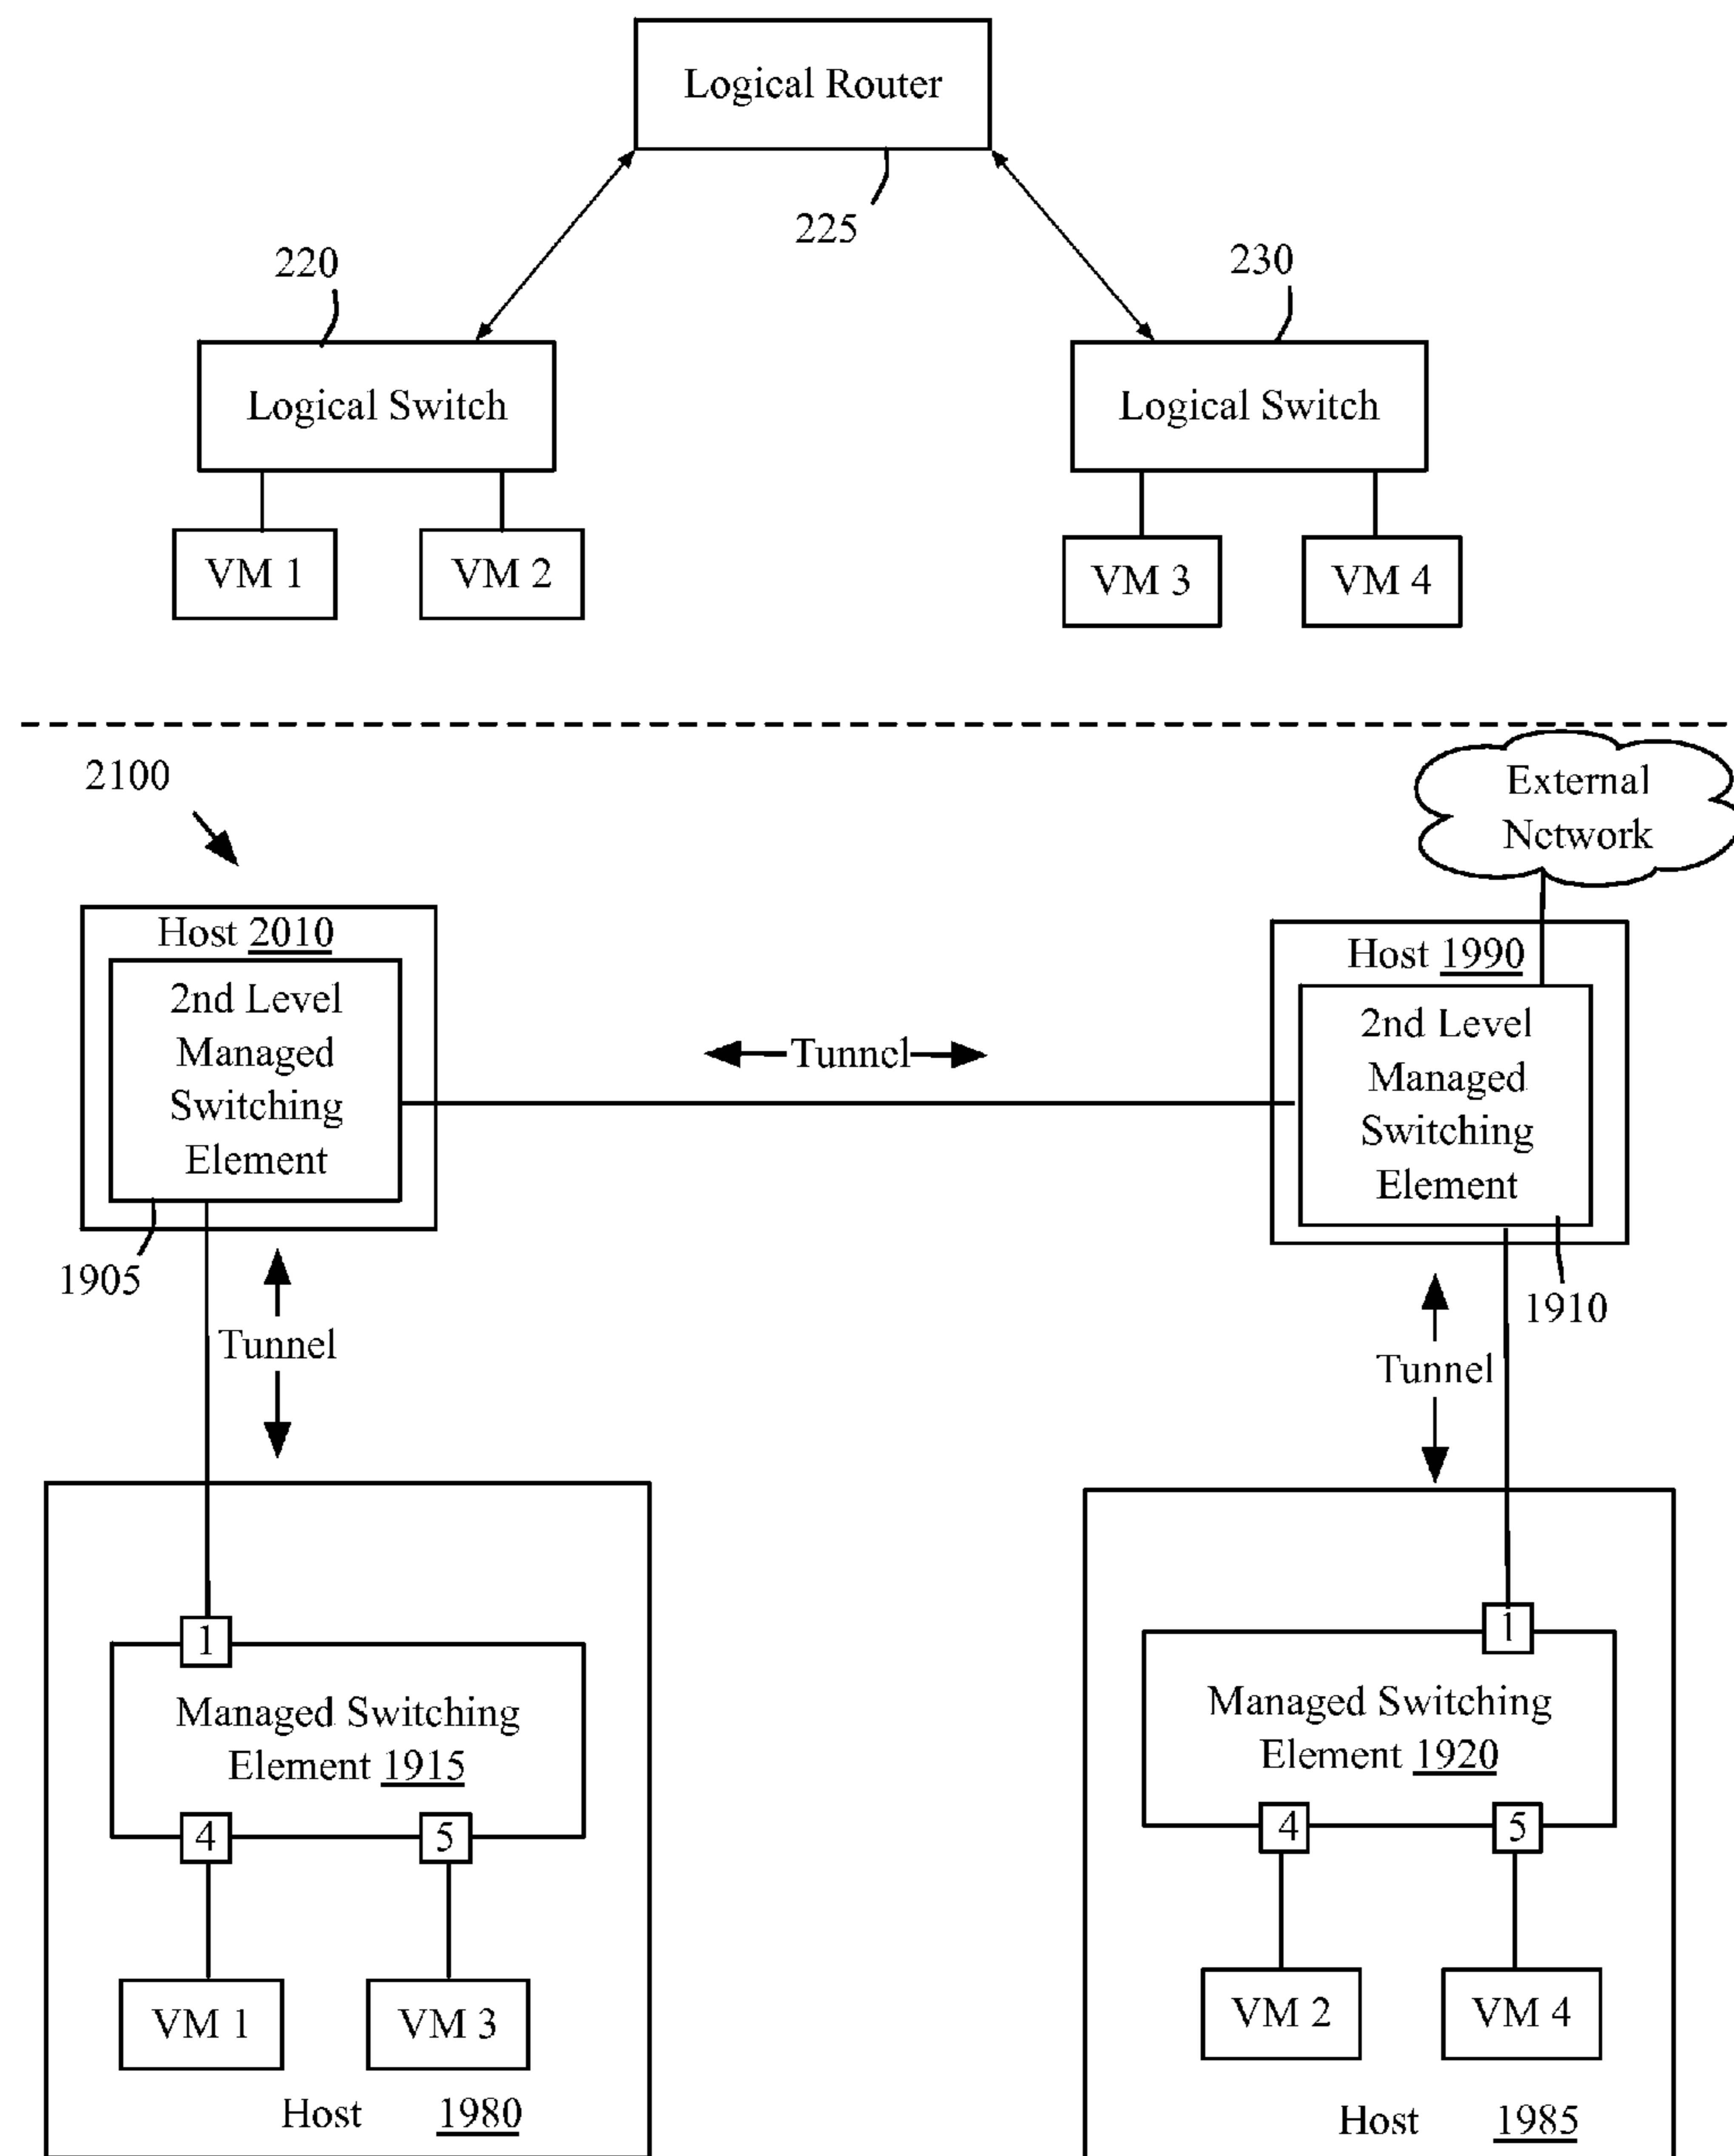 Logical Router
225
220
230
Logical Switch
Logical Switch
VM 1
VM 2
VM 3
VM 4
2100
External
Network
Host 2010
Host 1990
2nd Level
Managed
Switching
Element
2nd Level
Managed
Switching
Element
Tunnel
1905
1910
Tunnel
Tunnel
1
1
Managed Switching
Element 1915
Managed Switching
Element 1920
4
5
4
5
VM 1
VM 3
VM 2
VM 4
Host 1980
Host 1985